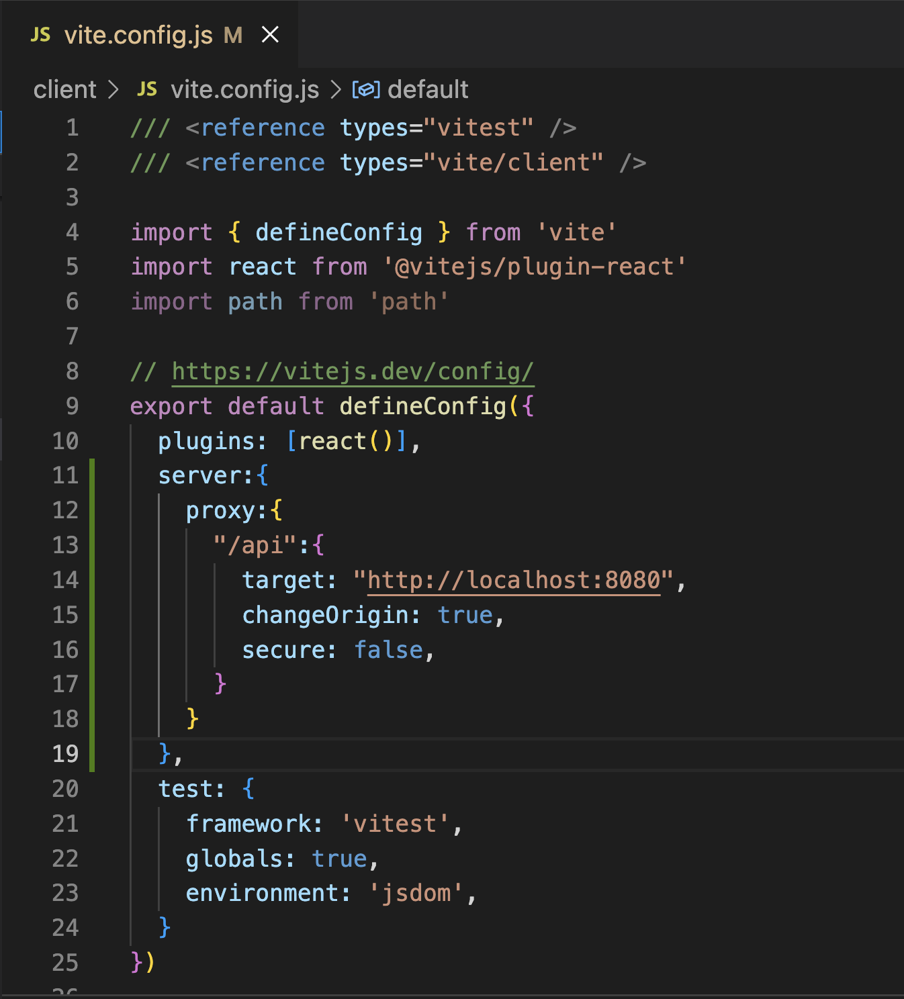 JS vite.config.js M
client > JS vite.config.js > default
1 /// <reference types="vitest" />
2 /// <reference types="vite/client" />
3
4 import { defineConfig } from 'vite'
5 import react from '@vitejs/plugin-react'
6 import path from 'path'
7
8 // https://vitejs.dev/config/
9 export default defineConfig({
10   plugins: [react()],
11   server:{
12     proxy:{
13       "/api":{
14         target: "http://localhost:8080",
15         changeOrigin: true,
16         secure: false,
17       }
18     }
19   },
20   test: {
21     framework: 'vitest',
22     globals: true,
23     environment: 'jsdom',
24   }
25 })